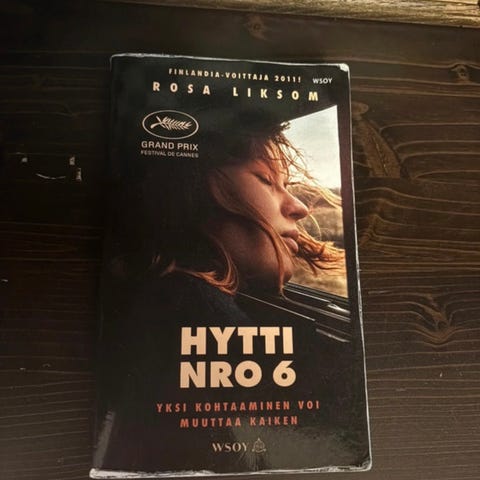 FINLANDIA-VOITTAJA 2011! WSOY
ROSA LIKSOM
GRAND PRIX
FESTIVAL DE CANNES
HYTTI
NRO 6
YKSI KOHTAAMINEN VOI
MUUTTAA KAIKEN
WSOY